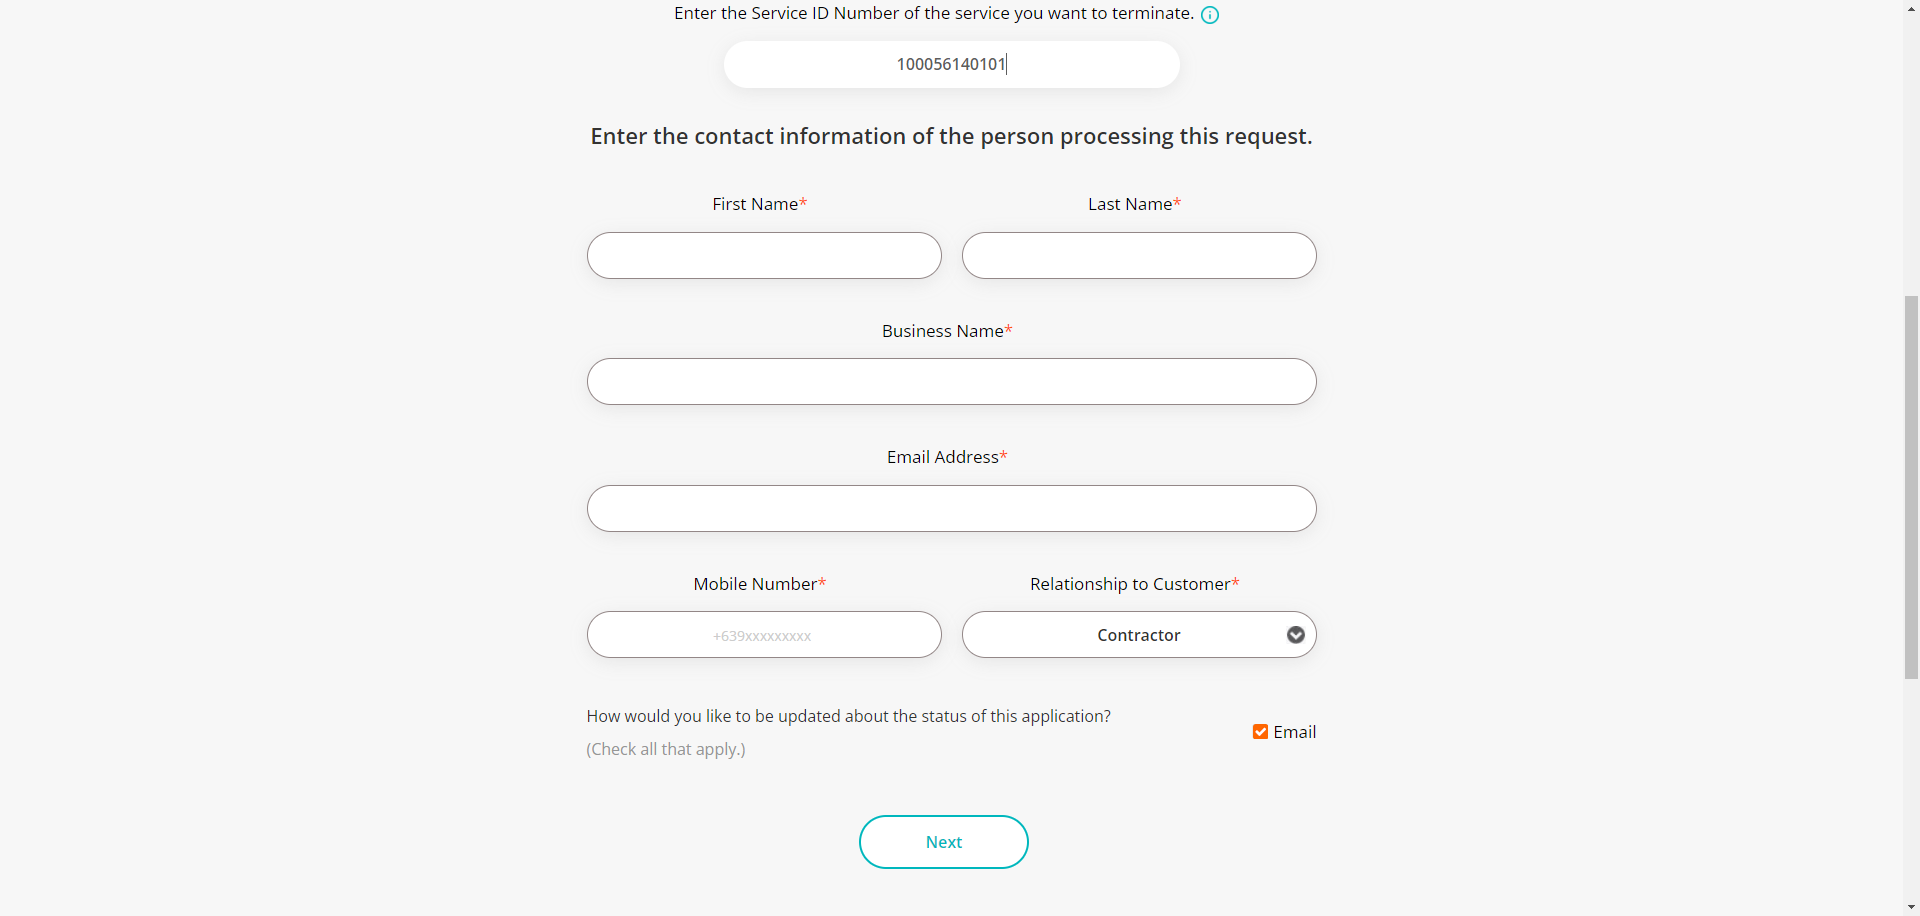 Enter the Service ID Number of the service you want to terminate.
100056140101
Enter the contact information of the person processing this request.
First Name*
Last Name*
Business Name*
Email Address*
Mobile Number*
Relationship to Customer*
+639xxxxxxxxx
Contractor
How would you like to be updated about the status of this application?
(Check all that apply.)
Email
Next